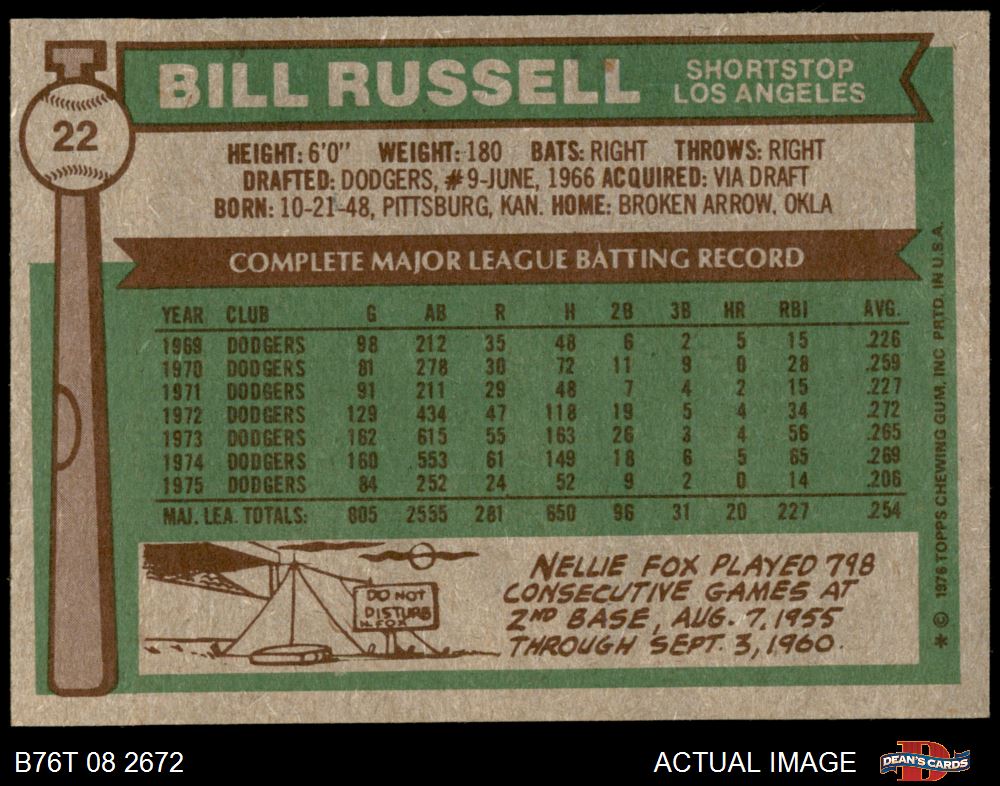 22
BILL RUSSELL
SHORTSTOP
LOS ANGELES
HEIGHT: 6'0" WEIGHT: 180 BATS: RIGHT THROWS: RIGHT
DRAFTED: DODGERS, #9-JUNE, 1966 ACQUIRED: VIA DRAFT
BORN: 10-21-48, PITTSBURG, KAN. HOME: BROKEN ARROW, OKLA
COMPLETE MAJOR LEAGUE BATTING RECORD
YEAR CLUB G AB R H 2B 3B HR RBI AVG.
1969 DODGERS 98 212 35 48 6 2 5 15 .226
1970 DODGERS 81 278 30 72 11 9 0 28 .259
1971 DODGERS 91 211 29 48 7 4 2 15 .227
1972 DODGERS 129 434 47 118 19 5 4 34 .272
1973 DODGERS 162 615 55 163 26 3 4 56 .265
1974 DODGERS 160 553 61 149 18 6 5 65 .269
1975 DODGERS 84 252 24 52 9 2 0 14 .206
MAJ. LEA. TOTALS: 805 2555 281 650 96 31 20 227 .254
DO NOT
DISTURB
N. FOX
NELLIE FOX PLAYED 798
CONSECUTIVE GAMES AT
2ND BASE, AUG. 7, 1955
THROUGH SEPT. 3, 1960.
* © 1976 TOPPS CHEWING GUM, INC PRTD. IN U.S.A.
B76T 08 2672
ACTUAL IMAGE
D
DEAN'S CARDS